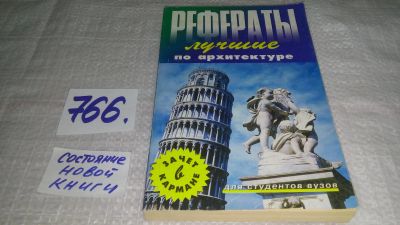 766.
состояние
новой
книги
РЕФЕРАТЫ
лучшие
по архитектуре
ЗАЧЕТ
в
КАРМАНЕ
для студентов вузов